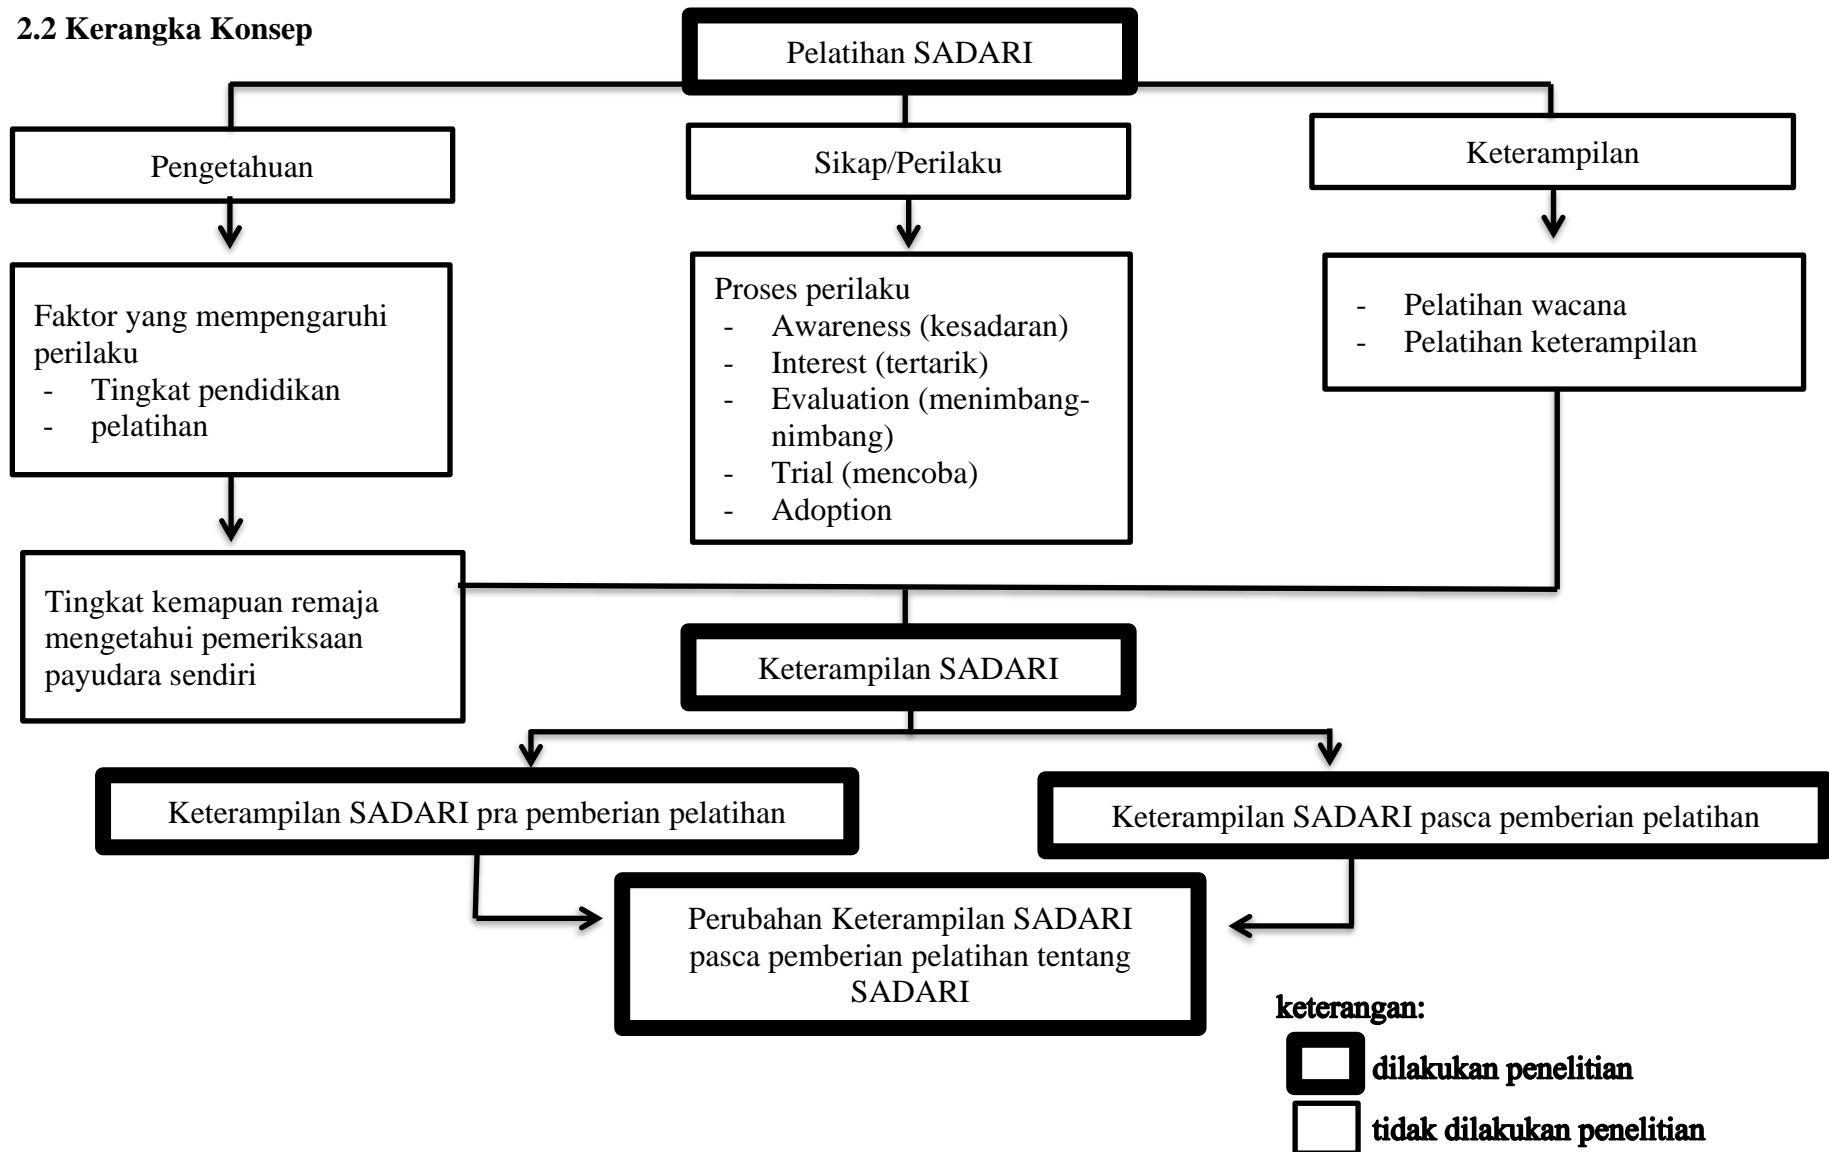 2.2 Kerangka Konsep
Pelatihan SADARI
Pengetahuan
Sikap/Perilaku
Keterampilan
Faktor yang mempengaruhi
perilaku
- Tingkat pendidikan
- pelatihan
Proses perilaku
- Awareness (kesadaran)
- Interest (tertarik)
- Evaluation (menimbang-
nimbang)
- Trial (mencoba)
- Adoption
- Pelatihan wacana
- Pelatihan keterampilan
Tingkat kemapuan remaja
mengetahui pemeriksaan
payudara sendiri
Keterampilan SADARI
Keterampilan SADARI pra pemberian pelatihan
Keterampilan SADARI pasca pemberian pelatihan
Perubahan Keterampilan SADARI
pasca pemberian pelatihan tentang
SADARI
keterangan:
dilakukan penelitian
tidak dilakukan penelitian